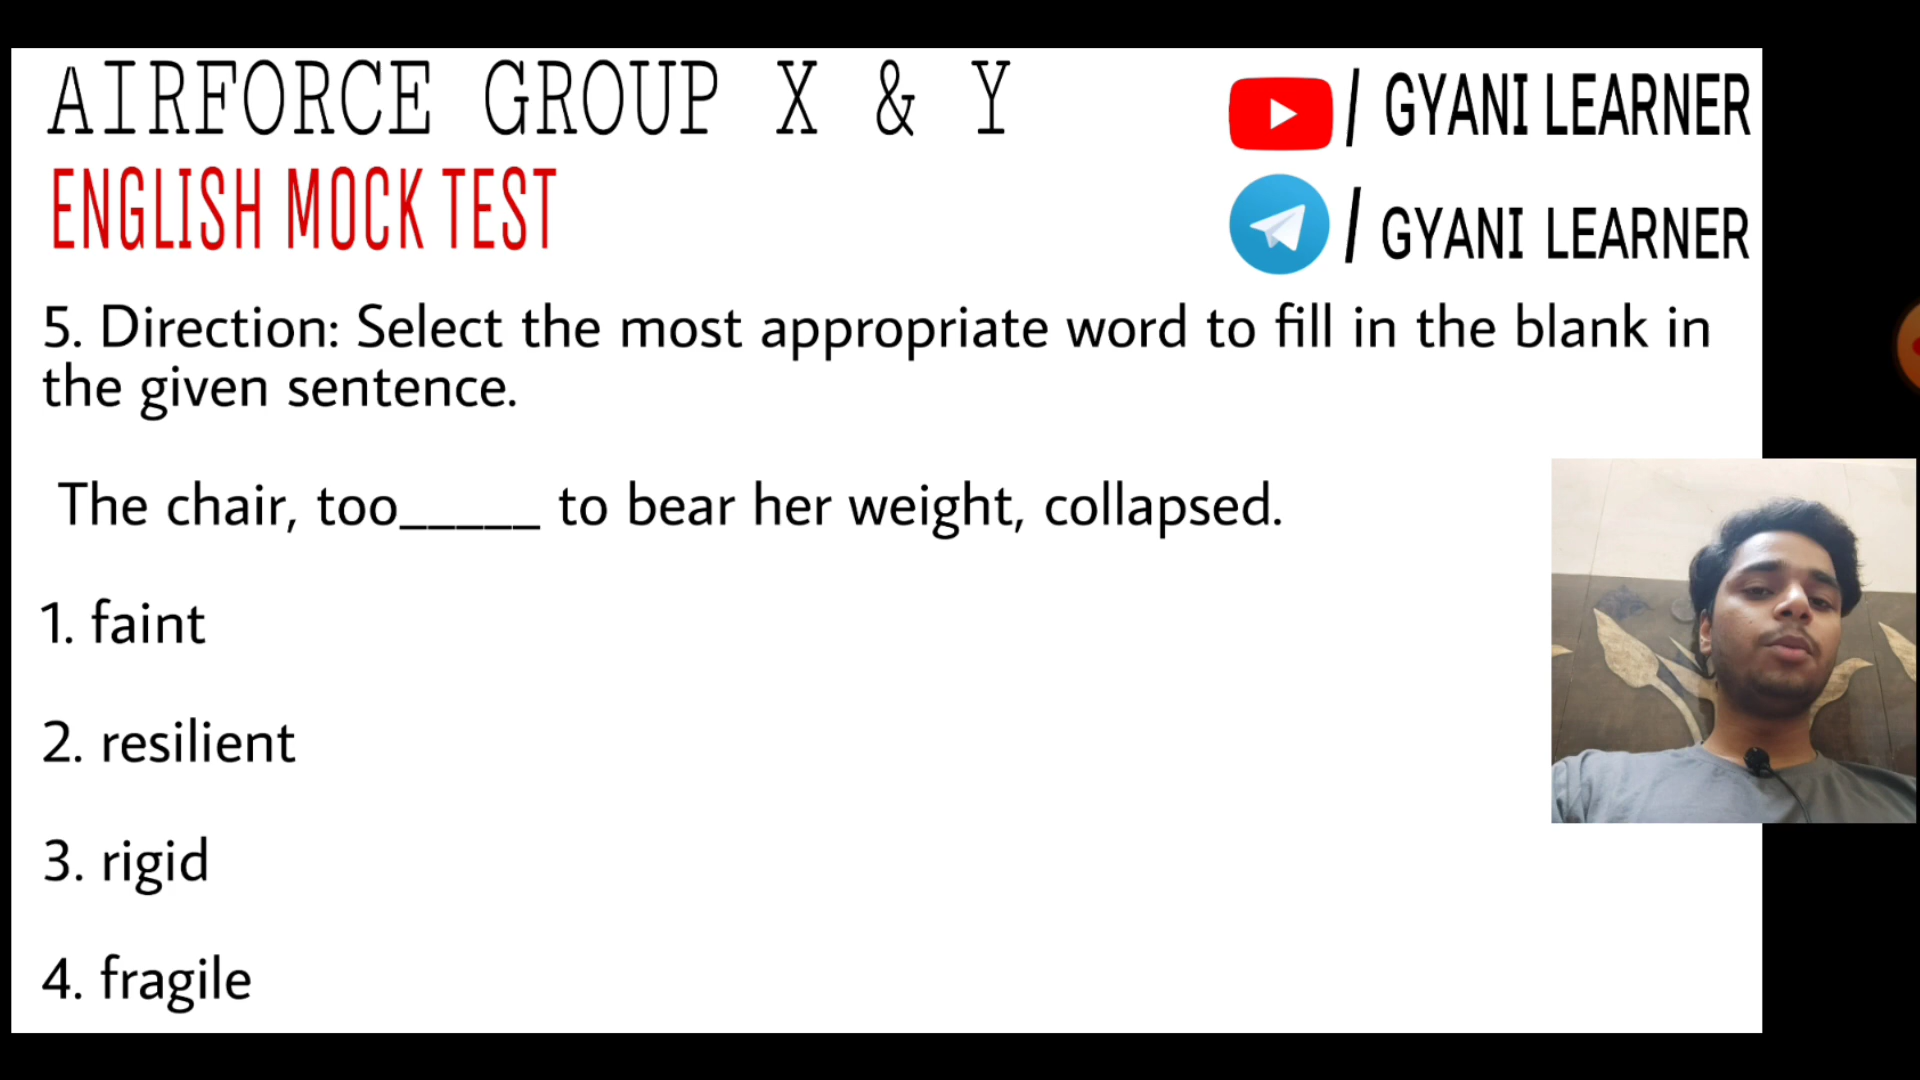 AIRFORCE GROUP X & Y
/ GYANI LEARNER
ENGLISH MOCK TEST
/ GYANI LEARNER
5. Direction: Select the most appropriate word to fill in the blank in
the given sentence.
The chair, too_____ to bear her weight, collapsed.
1. faint
2. resilient
3. rigid
4. fragile